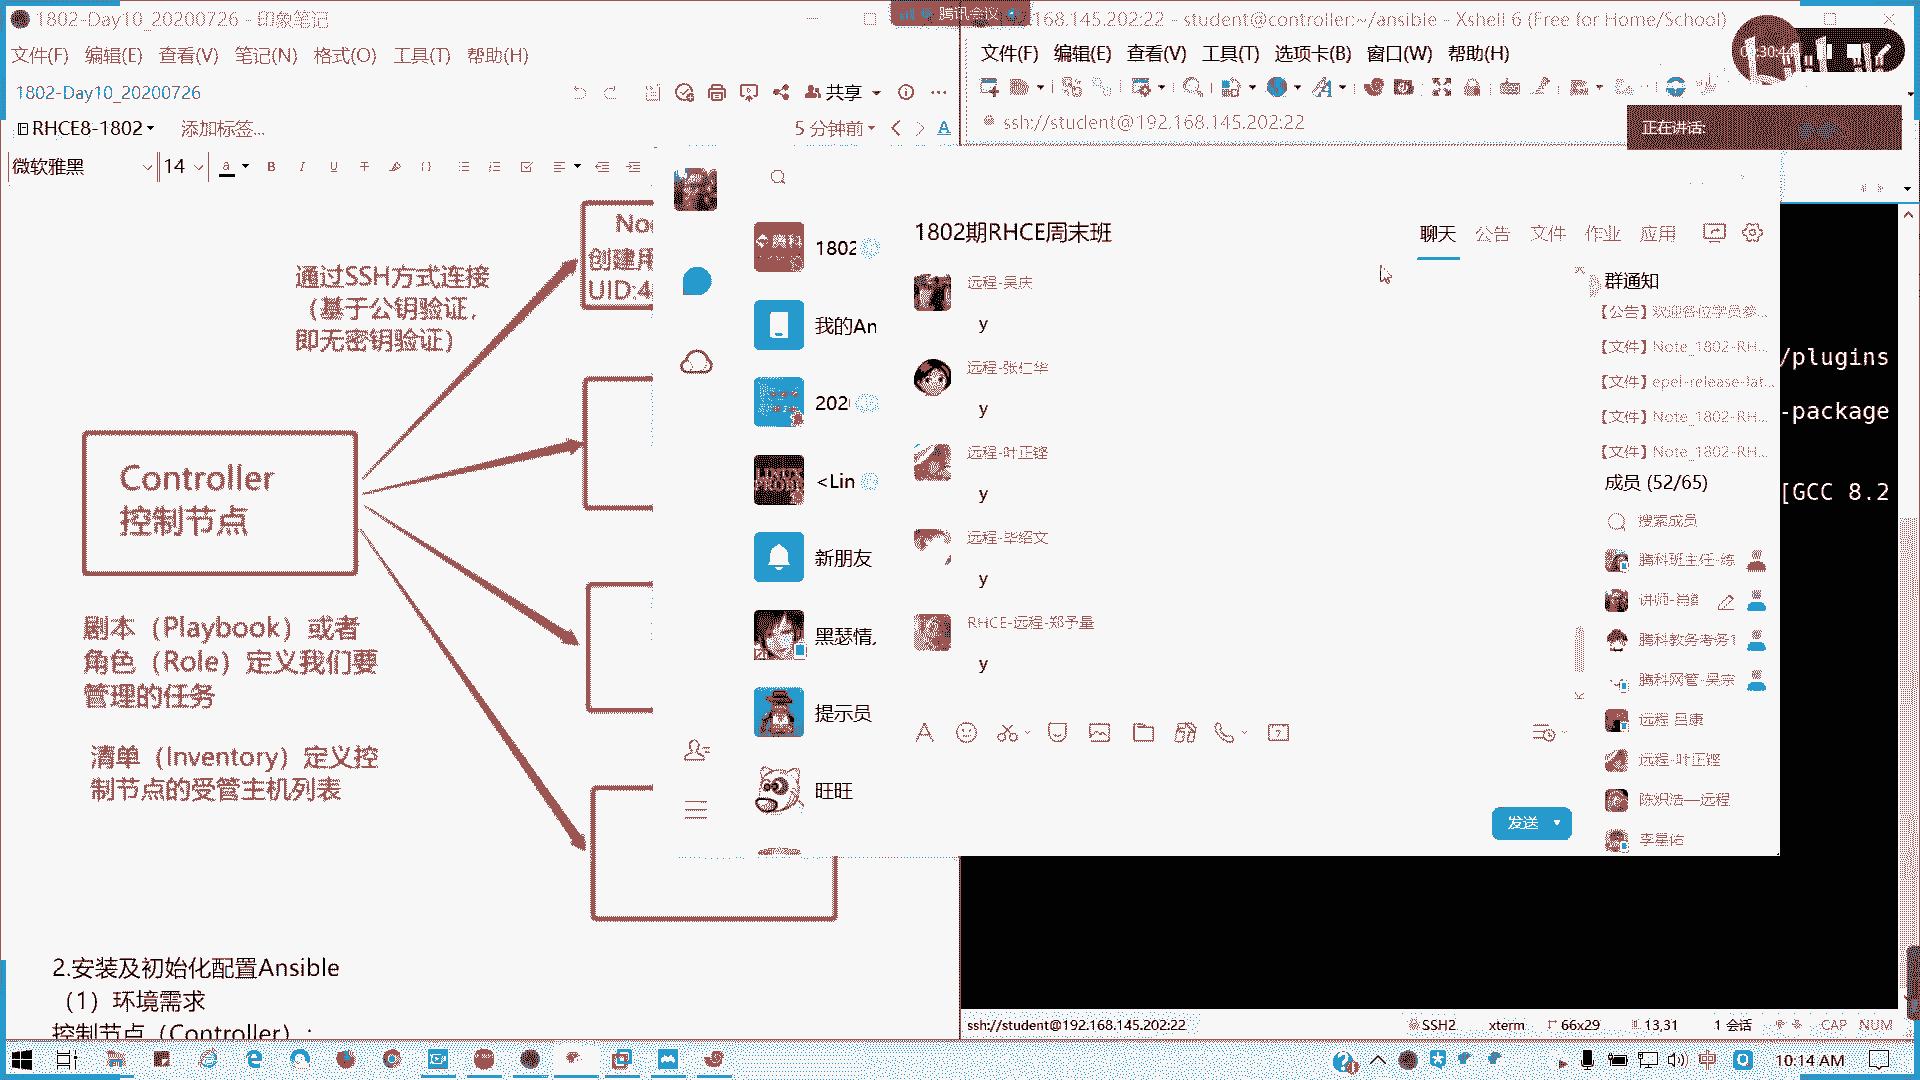 1802-Day10_20200726 - 印象笔记
文件(F) 编辑(E) 查看(V) 笔记(N) 格式(O) 工具(T) 帮助(H)
1802-Day10_20200726
共享
RHCE8-1802
添加标签...
5 分钟前
微软雅黑
14
通过SSH方式连接
（基于公钥验证，
即无密钥验证）
创建用
UID:4
Controller
控制节点
剧本（Playbook）或者
角色（Role）定义我们要
管理的任务
清单（Inventory）定义控
制节点的受管主机列表
2.安装及初始化配置Ansible
（1）环境需求
控制节点（Controller）:
腾讯会议
168.145.202:22 - student@controller:~/ansible - Xshell 6 (Free for Home/School)
文件(F) 编辑(E) 查看(V) 工具(T) 选项卡(B) 窗口(W) 帮助(H)
ssh://student@192.168.145.202:22
30:44
正在讲话:
/plugins
-package
[GCC 8.2
1802
我的An
202
<Lin
新朋友
黑瑟情.
提示员
旺旺
1802期RHCE周末班
聊天 公告 文件 作业 应用
远程-吴庆
y
远程-张仁华
y
远程-叶正铿
y
远程-毕绍文
y
RHCE-远程-郑予量
y
发送
群通知
【公告】欢迎各位学员参...
【文件】Note_1802-RH...
【文件】epel-release-lat...
【文件】Note_1802-RH...
【文件】Note_1802-RH...
成员 (52/65)
搜索成员
腾科班主任-练
腾科教务考务1
腾科网管-吴宗
远程 吕康
远程-叶正铿
李星佑
ssh://student@192.168.145.202:22
SSH2 xterm 66x29 13,31 1 会话 CAP NUM
中
10:14 AM